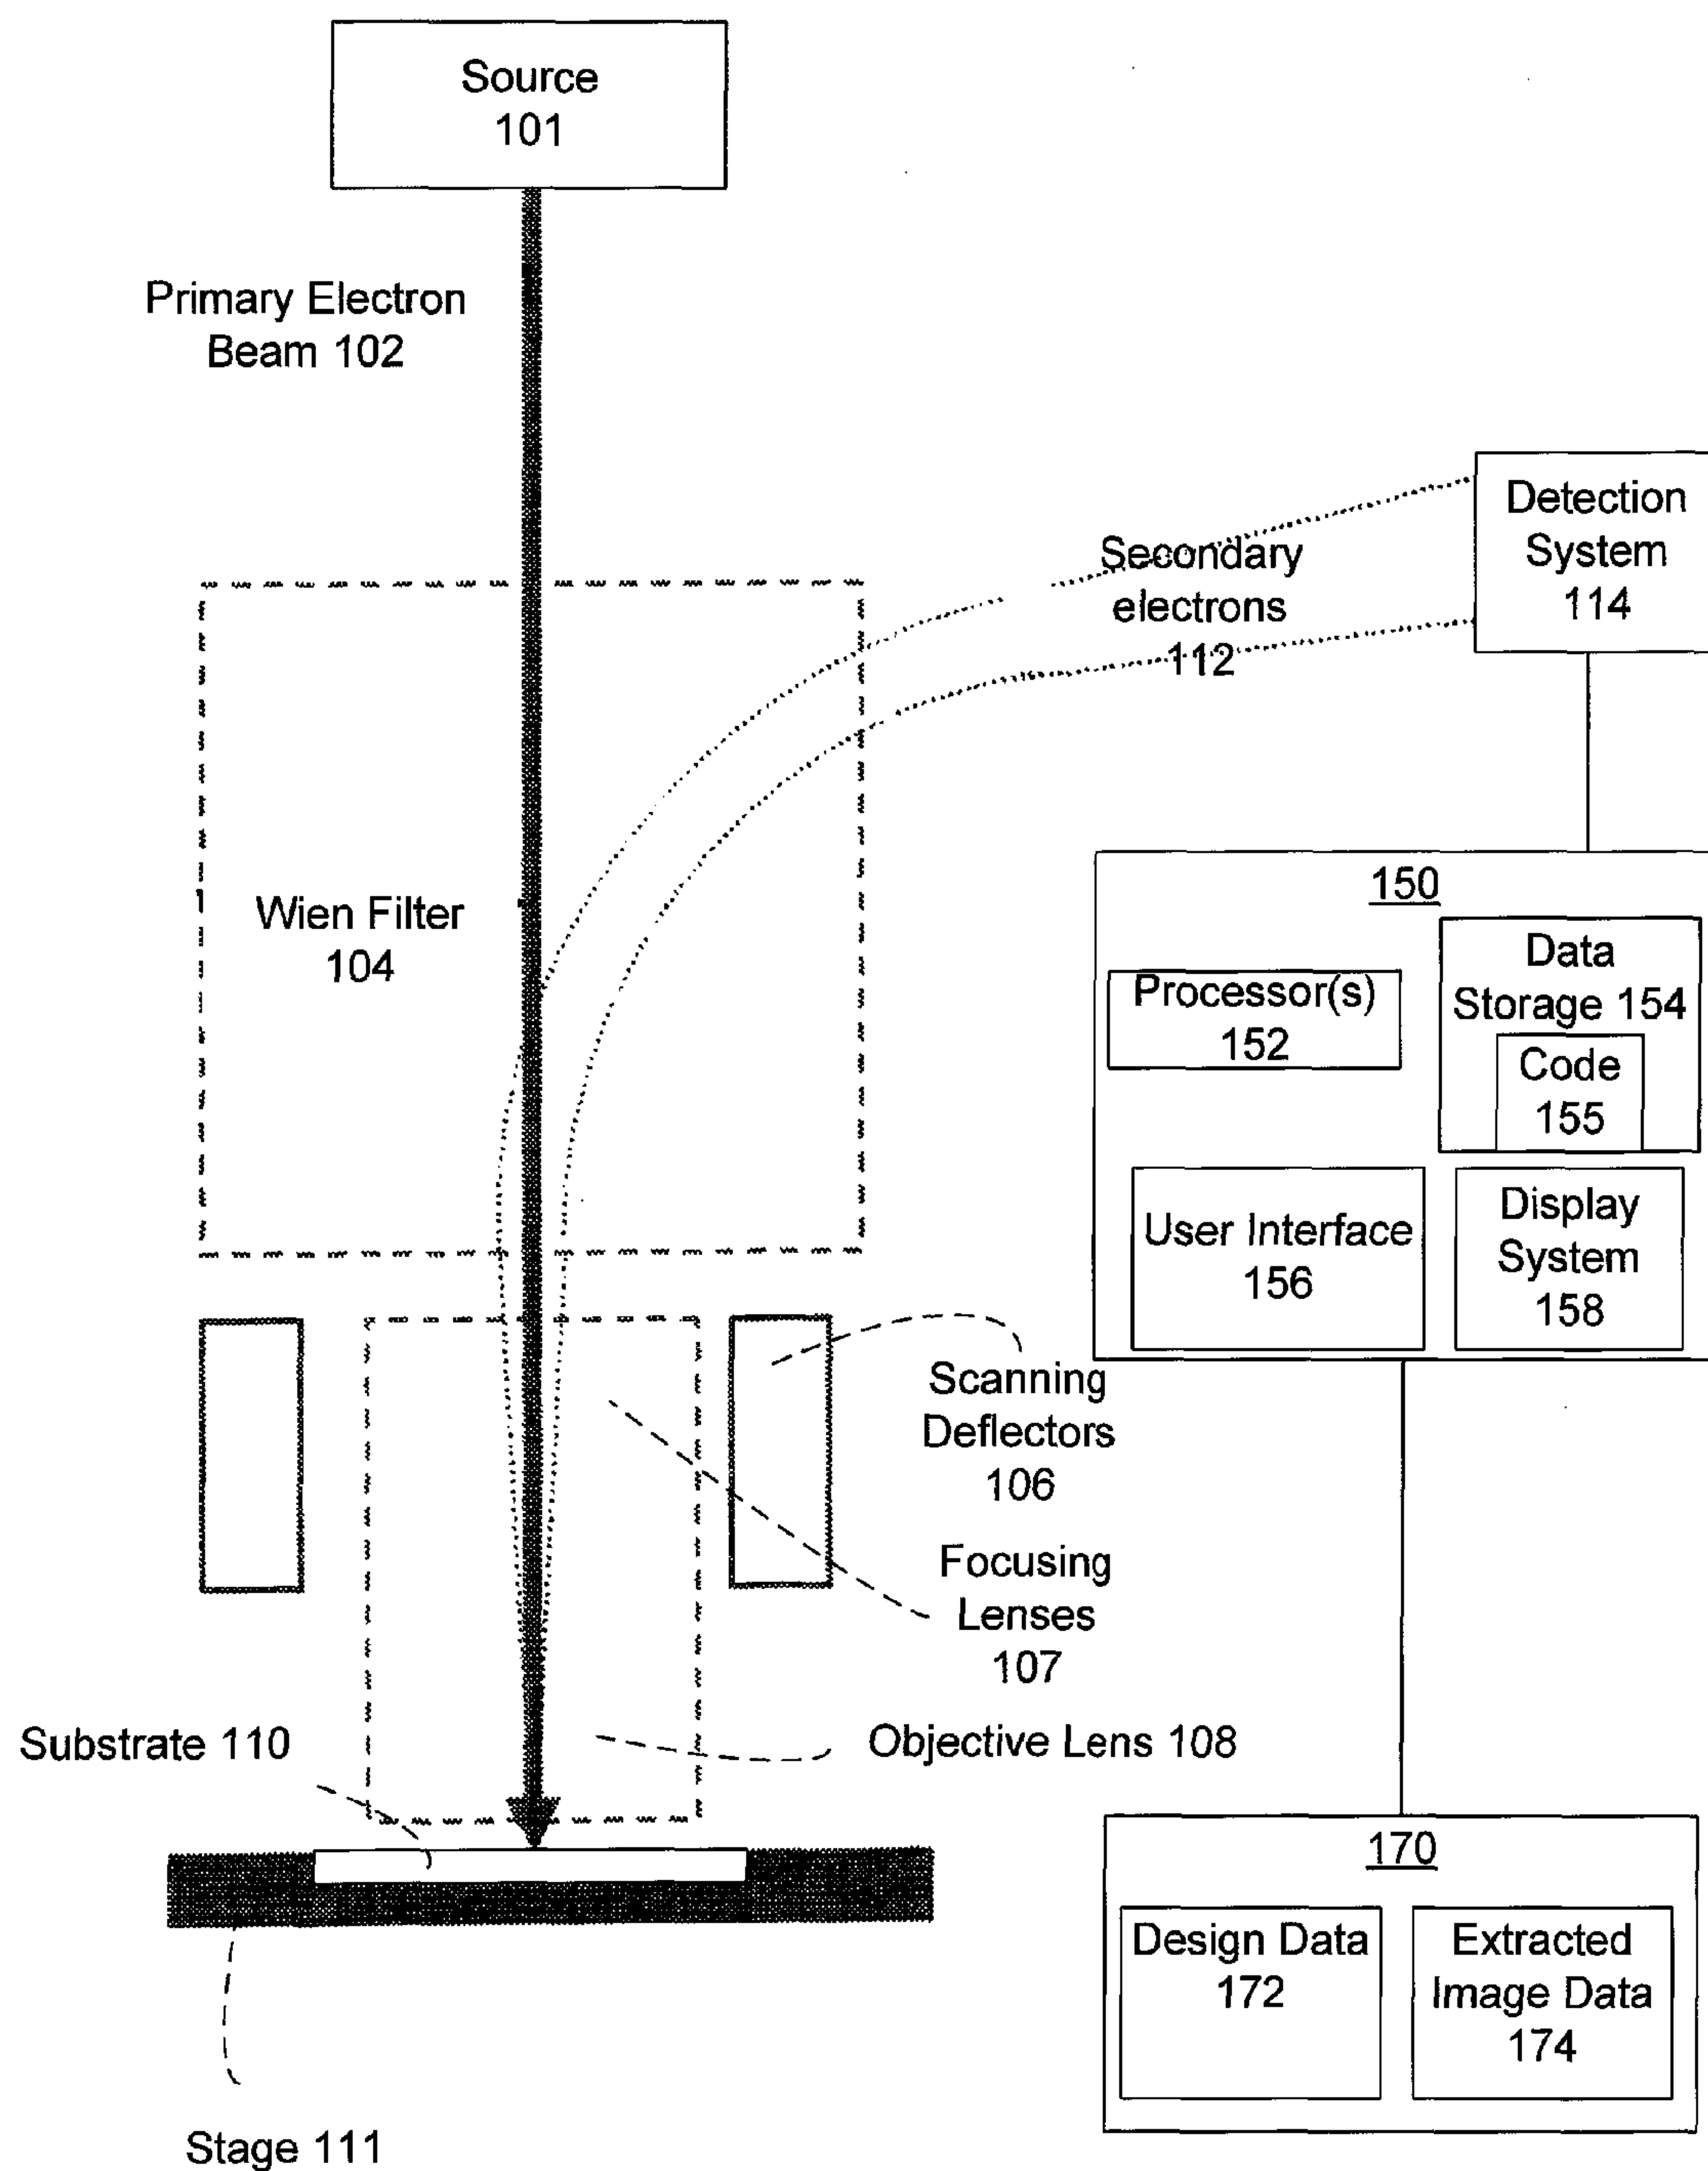 Source
101
Primary Electron
Beam 102
Detection
System
114
Secondary
electrons
112
Wien Filter
104
150
Processor(s)
152
Data
Storage 154
Code
155
User Interface
156
Display
System
158
Scanning
Deflectors
106
Focusing
Lenses
107
Substrate 110
Objective Lens 108
170
Design Data
172
Extracted
Image Data
174
Stage 111